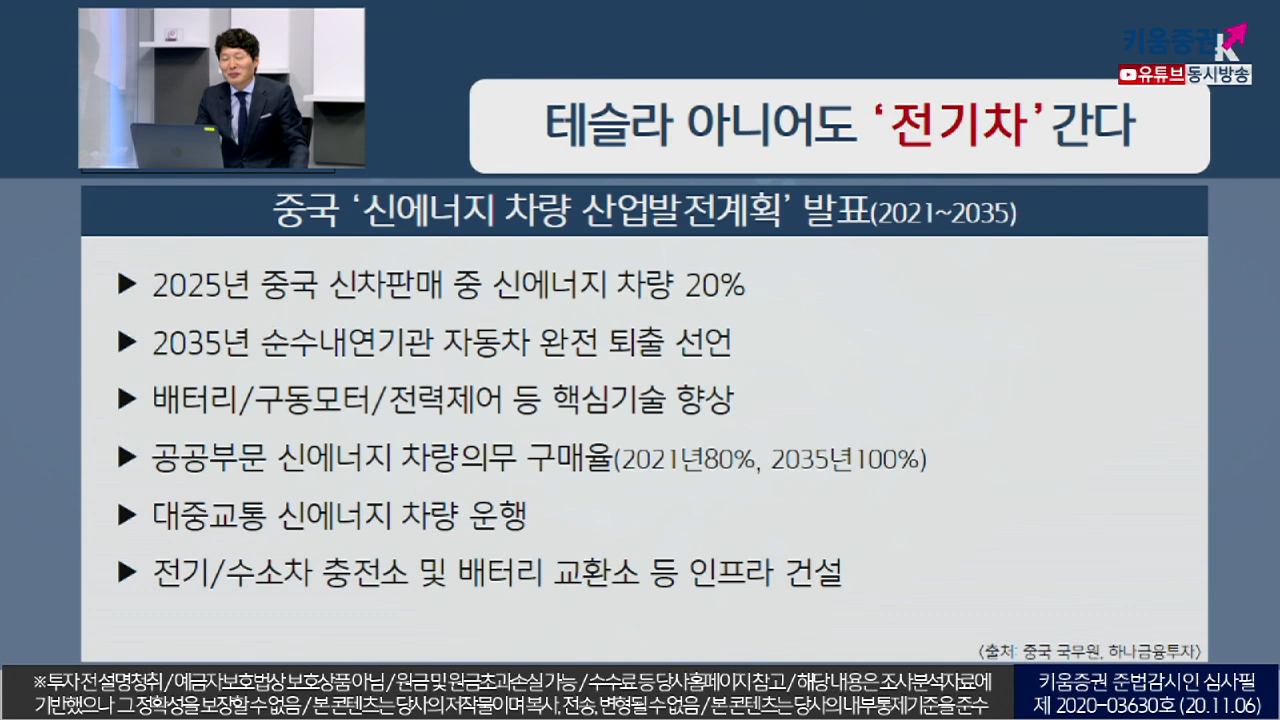 키움증권
유튜브 동시방송
테슬라 아니어도 ‘전기차’ 간다
중국 ‘신에너지 차량 산업발전계획’ 발표(2021~2035)
▶ 2025년 중국 신차판매 중 신에너지 차량 20%
▶ 2035년 순수내연기관 자동차 완전 퇴출 선언
▶ 배터리/구동모터/전력제어 등 핵심기술 향상
▶ 공공부문 신에너지 차량의무 구매율(2021년80%, 2035년100%)
▶ 대중교통 신에너지 차량 운행
▶ 전기/수소차 충전소 및 배터리 교환소 등 인프라 건설
<출처: 중국 국무원, 하나금융투자>
※ 투자 전 설명청취 / 예금자보호법상 보호상품 아님 / 원금 및 원금초과손실 가능 / 수수료 등 당사홈페이지 참고 / 해당 내용은 조사분석자료에
기반했으나 그 정확성을 보장할 수 없음 / 본 콘텐츠는 당사의 저작물이며 복사, 전송, 변형될 수 없음 / 본 콘텐츠는 당사의 내부통제기준을 준수
키움증권 준법감시인 심사필
제 2020-03630호 (20.11.06)